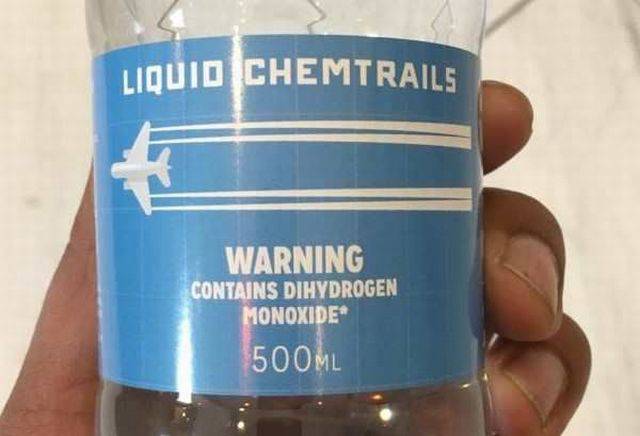 LIQUID CHEMTRAILS
WARNING
CONTAINS DIHYDROGEN
MONOXIDE*
500ML